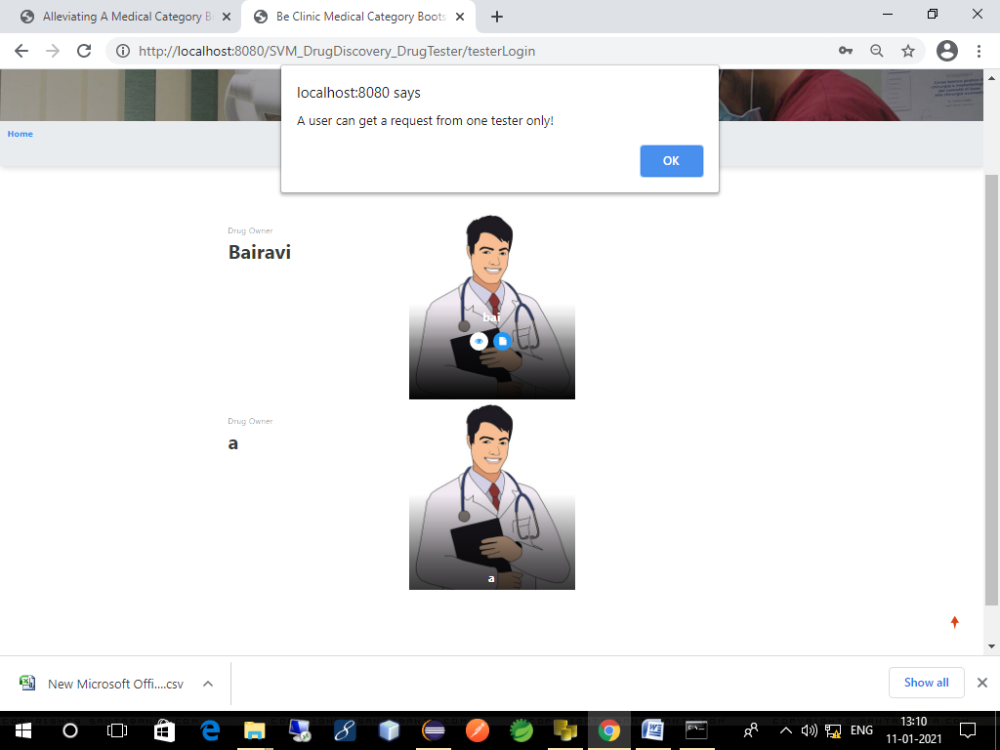 Alleviating A Medical Category B
Be Clinic Medical Category Boots
http://localhost:8080/SVM_DrugDiscovery_DrugTester/testerLogin
localhost:8080 says
A user can get a request from one tester only!
OK
Home
Drug Owner
Bairavi
bai
Drug Owner
a
a
New Microsoft Offi....csv
Show all
ENG
13:10
11-01-2021